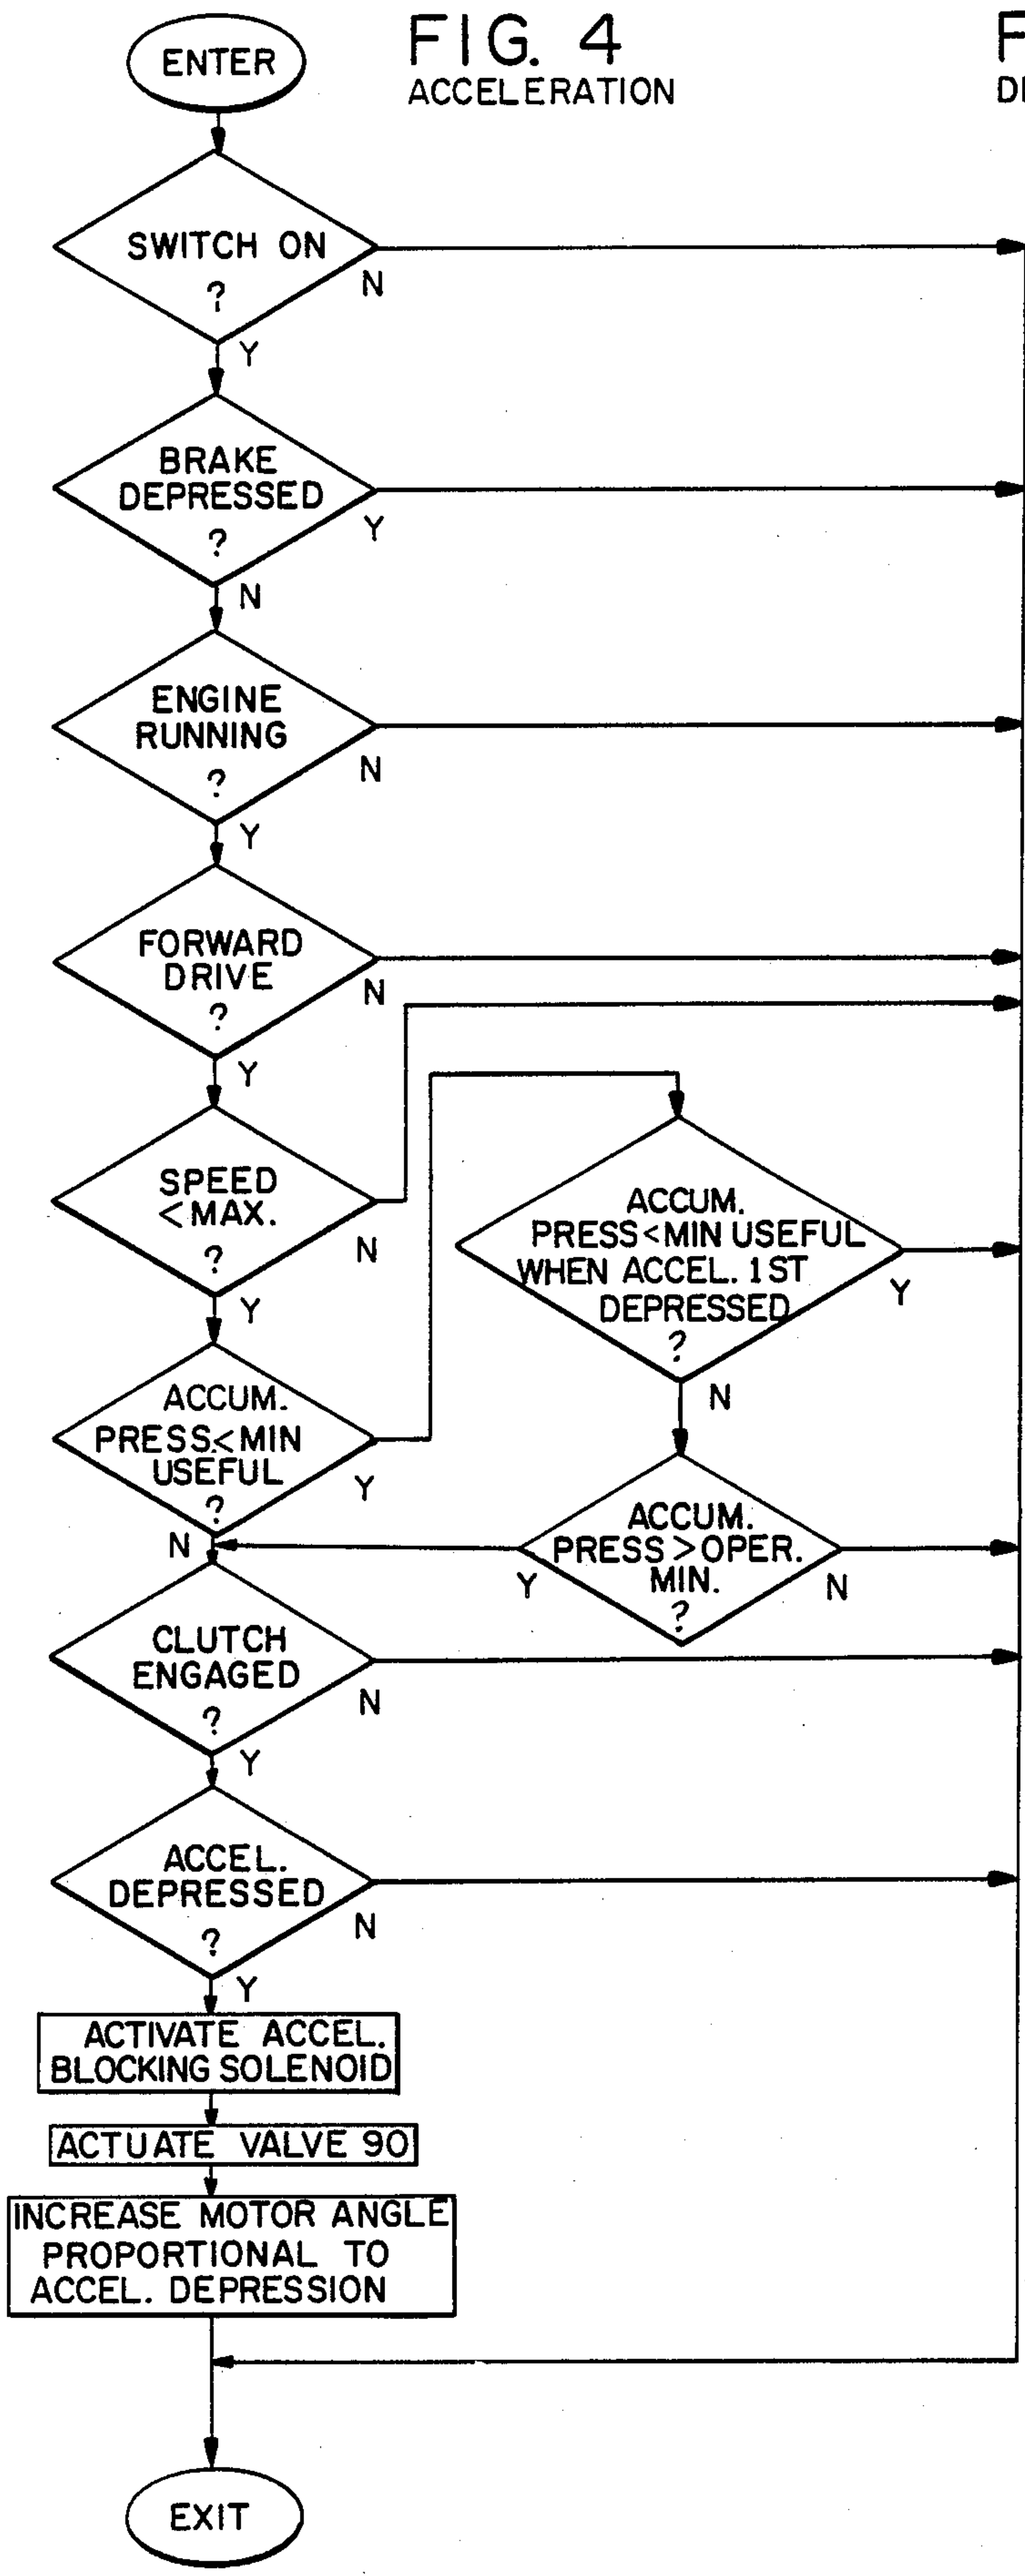 ENTER
FIG. 4
ACCELERATION
F
DE
SWITCH ON
?
N
Y
BRAKE
DEPRESSED
?
Y
N
ENGINE
RUNNING
?
N
Y
FORWARD
DRIVE
?
N
Y
SPEED
<MAX.
?
N
Y
ACCUM.
PRESS<MIN USEFUL
WHEN ACCEL. 1ST
DEPRESSED
?
Y
N
ACCUM.
PRESS.<MIN
USEFUL
?
Y
N
ACCUM.
PRESS>OPER.
MIN.
?
Y
N
CLUTCH
ENGAGED
?
N
Y
ACCEL.
DEPRESSED
?
N
Y
ACTIVATE ACCEL.
BLOCKING SOLENOID
ACTUATE VALVE 90
INCREASE MOTOR ANGLE
PROPORTIONAL TO
ACCEL. DEPRESSION
EXIT